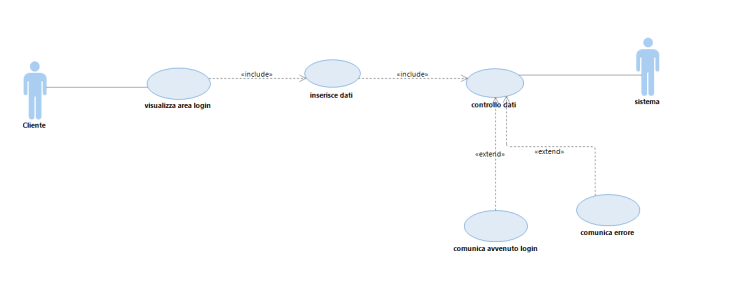 «include»
«include»
sistema
inserisce dati
visualizza area login
controllo dati
Cliente
«extend»
«extend»
comunica errore
comunica avvenuto login